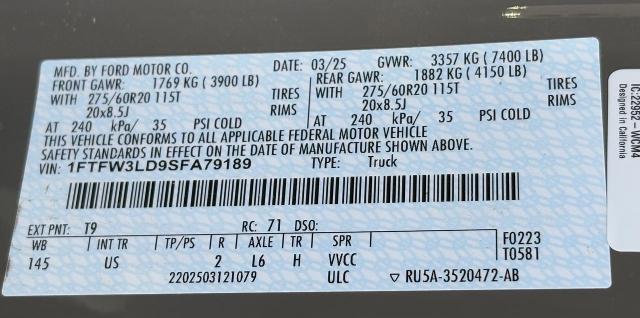 MFD. BY FORD MOTOR CO. DATE: 03/25 GVWR: 3357 KG ( 7400 LB)
FRONT GAWR: 1769 KG ( 3900 LB) REAR GAWR: 1882 KG ( 4150 LB)
WITH 275/60R20 115T TIRES WITH 275/60R20 115T TIRES
20x8.5J RIMS 20x8.5J RIMS
AT 240 kPa/ 35 PSI COLD AT 240 kPa/ 35 PSI COLD
THIS VEHICLE CONFORMS TO ALL APPLICABLE FEDERAL MOTOR VEHICLE
SAFETY STANDARDS IN EFFECT ON THE DATE OF MANUFACTURE SHOWN ABOVE.
VIN: 1FTFW3LD9SFA79189 TYPE: Truck
EXT PNT: T9 RC: 71 DSO:
WB INT TR TP/PS R AXLE TR SPR F0223
145 US 2 L6 H VVCC T0581
2202503121079 ULC ▽ RU5A-3520472-AB
IC:22952-WCM4
Designed in California